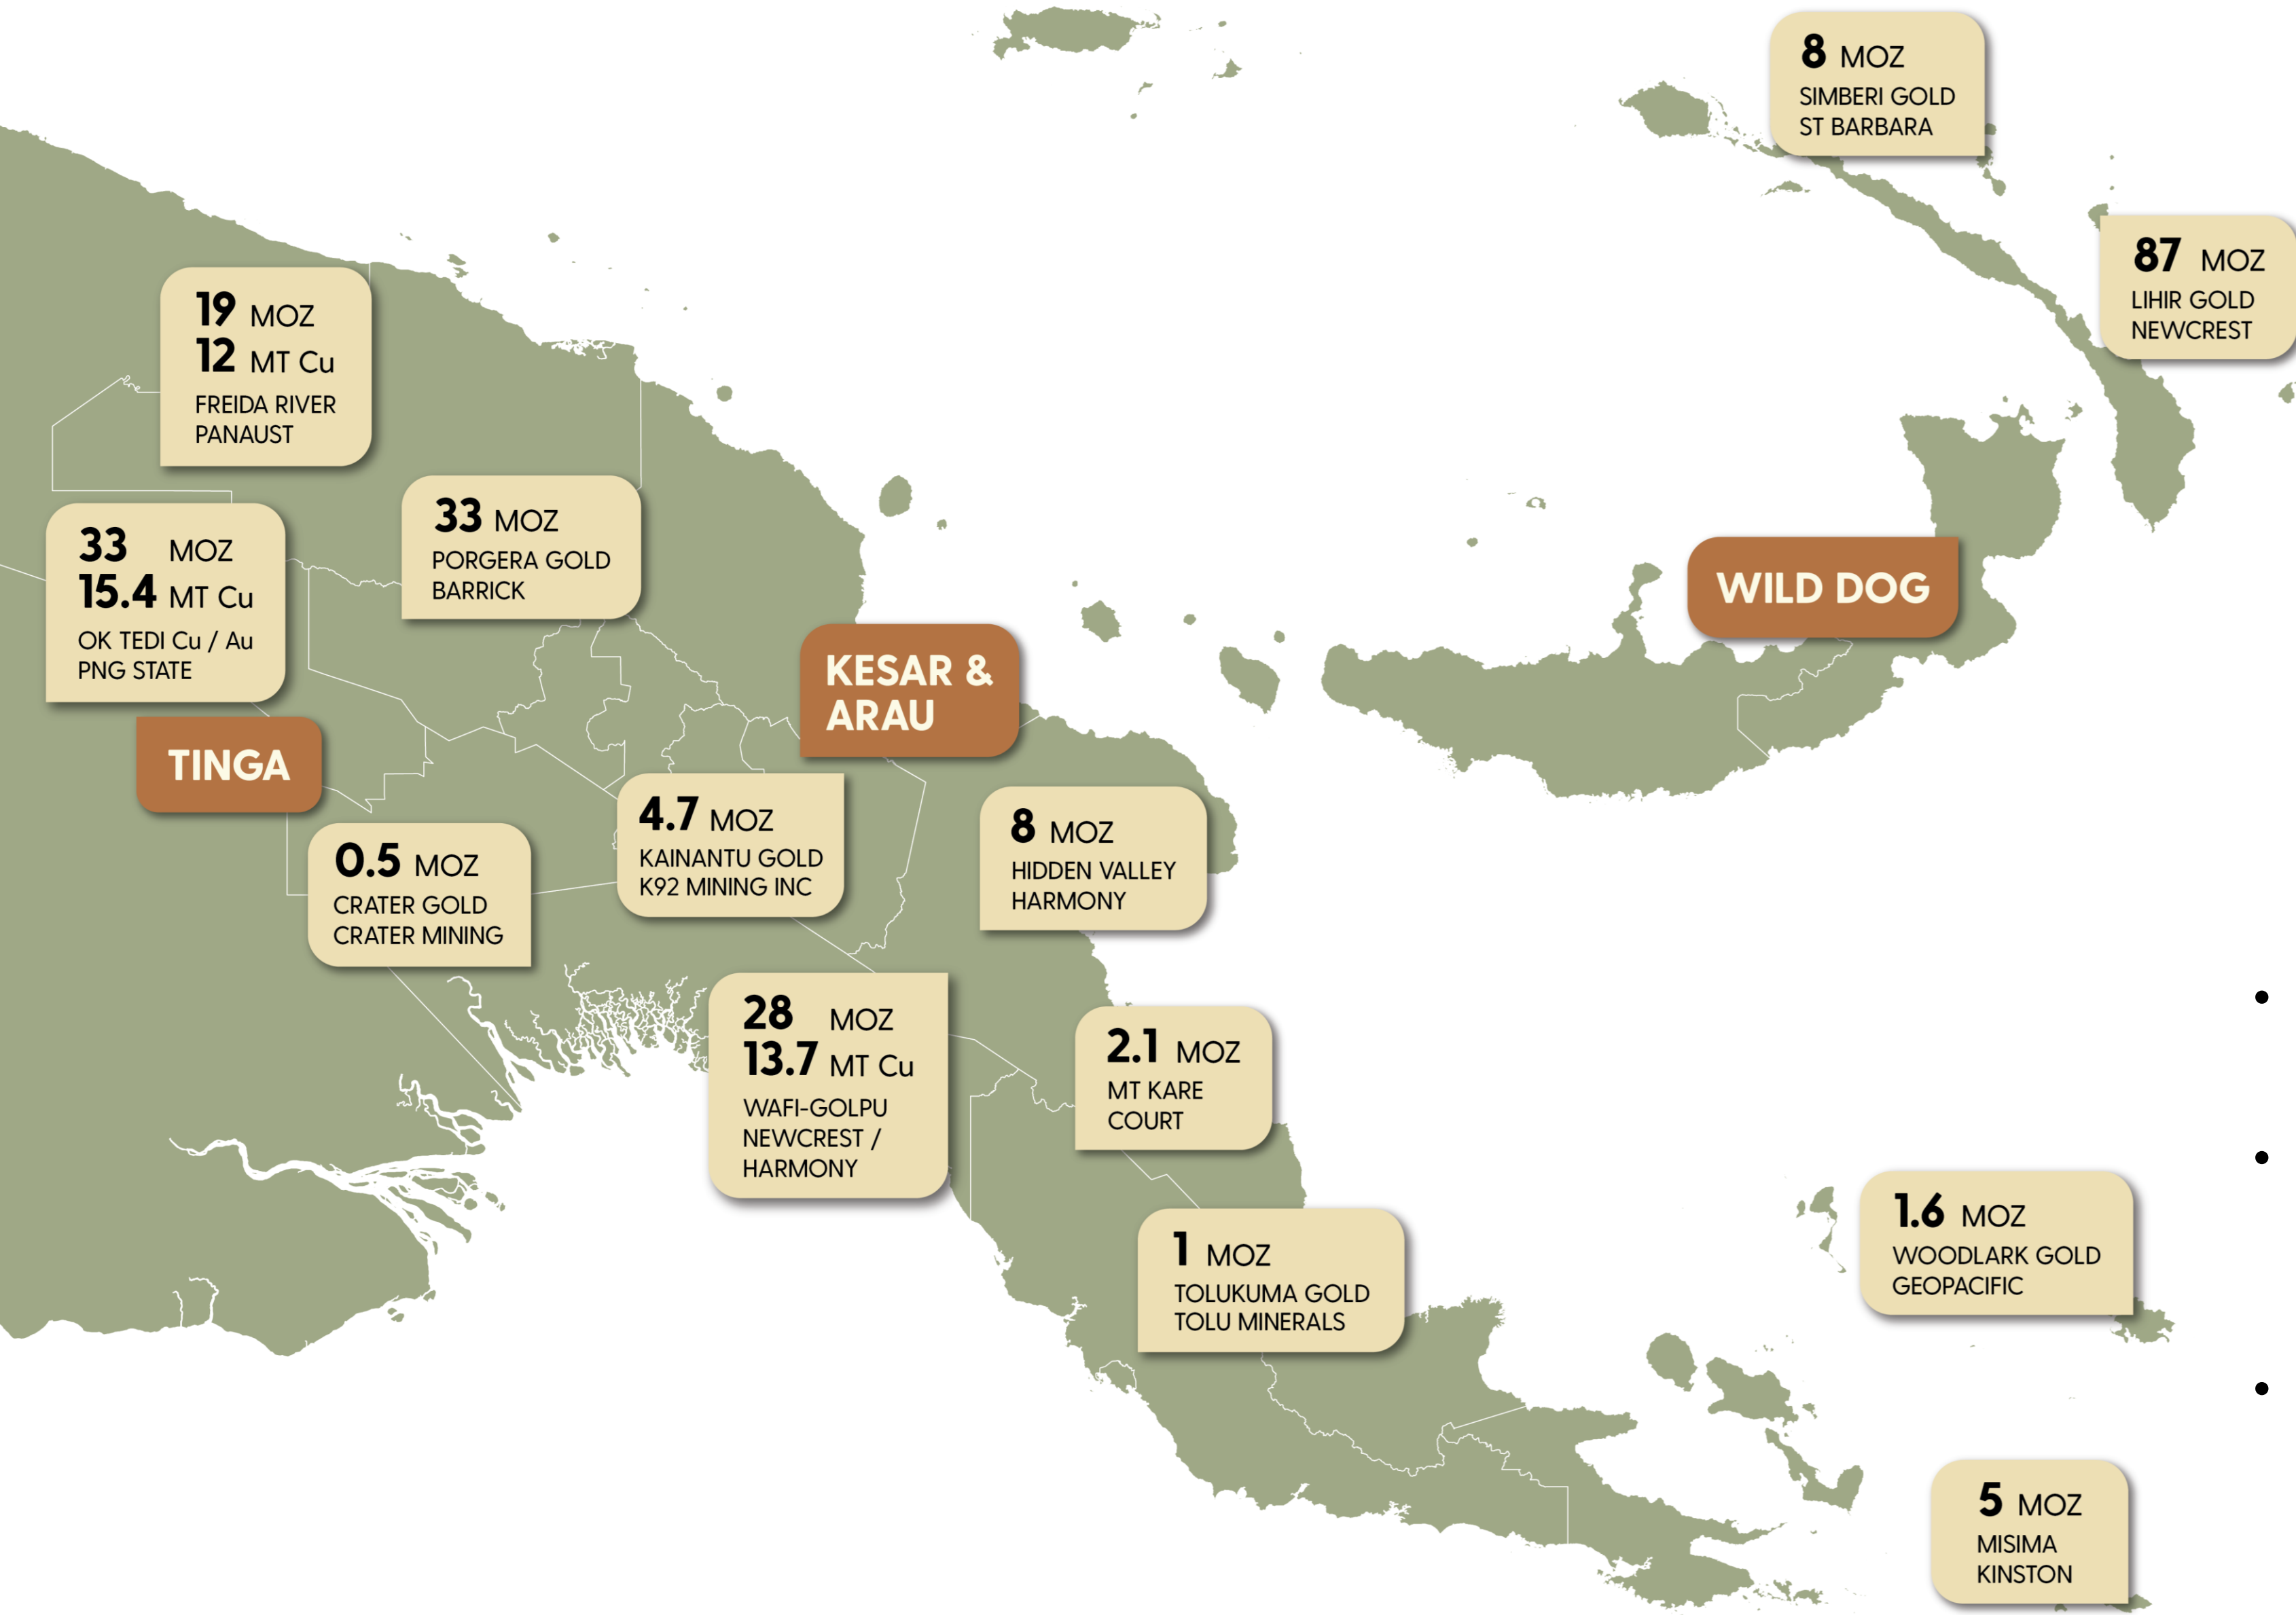 8 MOZ
SIMBERI GOLD
ST BARBARA
87 MOZ
LIHIR GOLD
NEWCREST
19 MOZ
12 MT Cu
FREIDA RIVER
PANAUST
33 MOZ
PORGERA GOLD
BARRICK
33 MOZ
15.4 MT Cu
OK TEDI Cu / Au
PNG STATE
WILD DOG
KESAR &
ARAU
TINGA
4.7 MOZ
KAINANTU GOLD
K92 MINING INC
8 MOZ
HIDDEN VALLEY
HARMONY
0.5 MOZ
CRATER GOLD
CRATER MINING
28 MOZ
13.7 MT Cu
WAFI-GOLPU
NEWCREST /
HARMONY
2.1 MOZ
MT KARE
COURT
1.6 MOZ
WOODLARK GOLD
GEOPACIFIC
1 MOZ
TOLUKUMA GOLD
TOLU MINERALS
5 MOZ
MISIMA
KINSTON